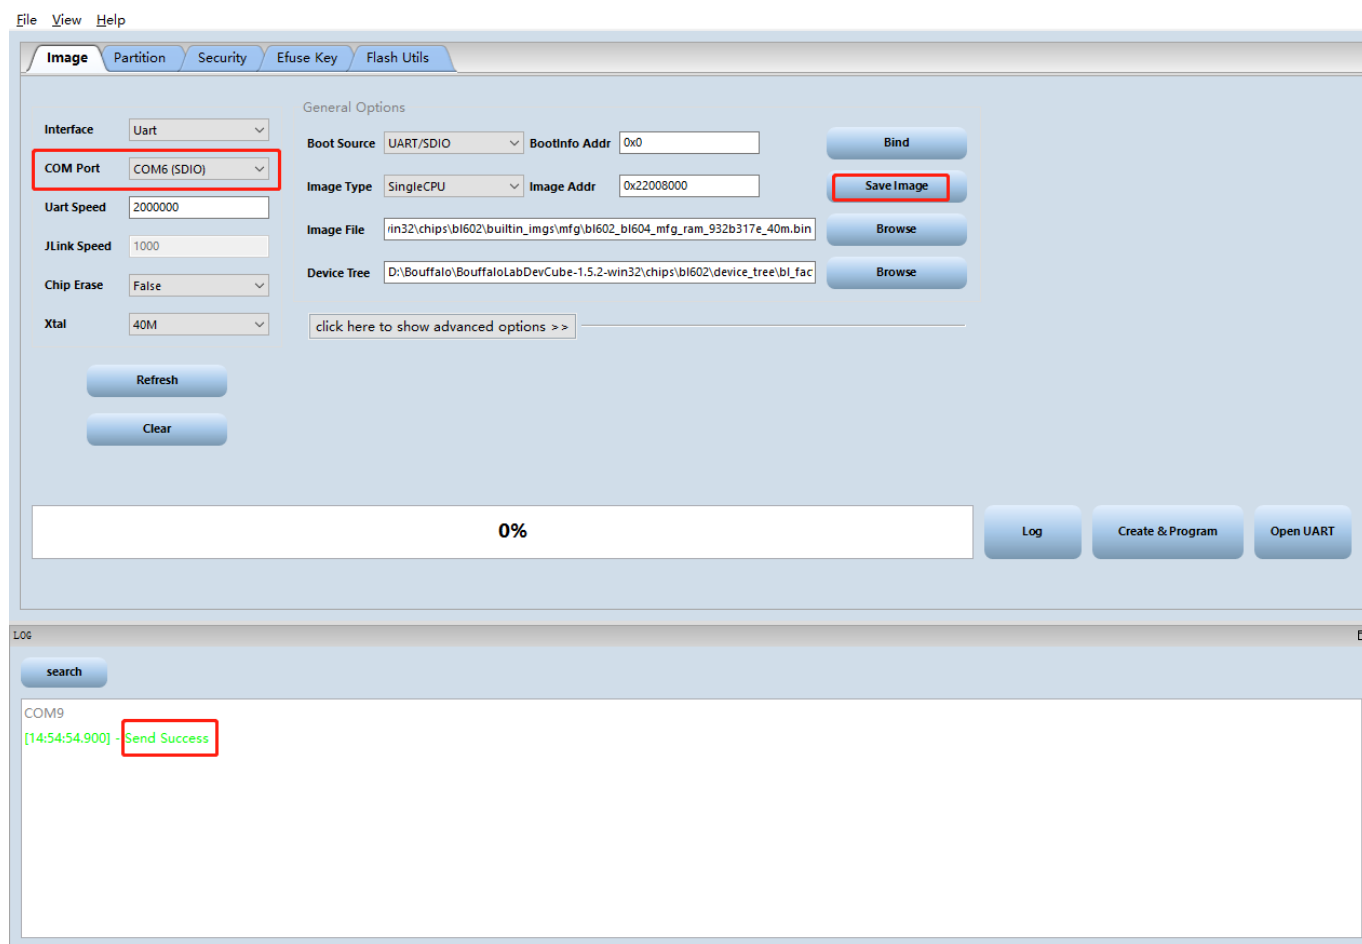 File View Help
Image Partition Security Efuse Key Flash Utils
General Options
Interface Uart
COM Port COM6 (SDIO)
Uart Speed 2000000
JLink Speed 1000
Chip Erase False
Xtal 40M
Refresh
Clear
Boot Source UART/SDIO BootInfo Addr 0x0 Bind
Image Type SingleCPU Image Addr 0x22008000 Save Image
Image File /in32\chips\bl602\builtin_imgs\mfg\bl602_bl604_mfg_ram_932b317e_40m.bin Browse
Device Tree D:\Bouffalo\BouffaloLabDevCube-1.5.2-win32\chips\bl602\device_tree\bl_fac Browse
click here to show advanced options >>
0% Log Create & Program Open UART
LOG
search
COM9
[14:54:54.900] - Send Success